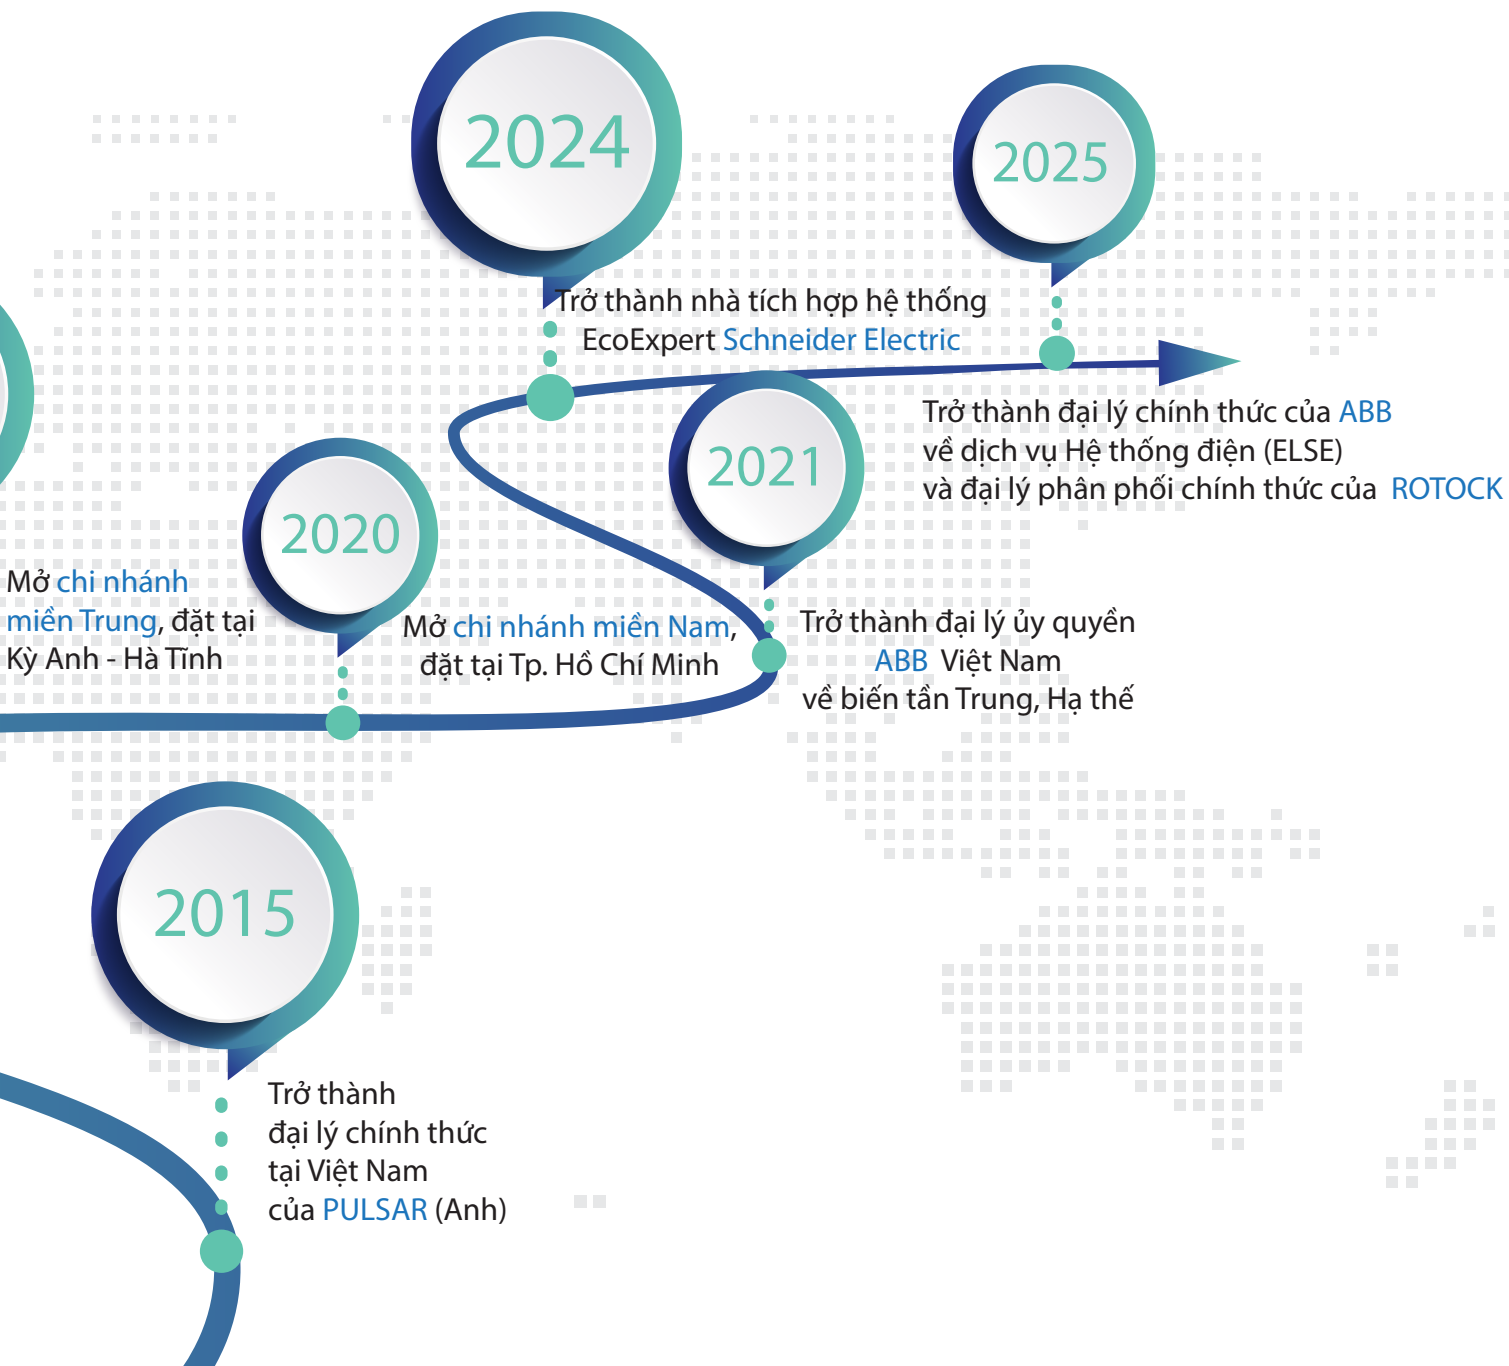 2024
2025
Trở thành nhà tích hợp hệ thống
EcoExpert Schneider Electric
Trở thành đại lý chính thức của ABB
về dịch vụ Hệ thống điện (ELSE)
và đại lý phân phối chính thức của ROTOCK
2021
2020
Mở chi nhánh
miền Trung, đặt tại
Kỳ Anh - Hà Tĩnh
Mở chi nhánh miền Nam,
đặt tại Tp. Hồ Chí Minh
Trở thành đại lý ủy quyền
ABB Việt Nam
về biến tần Trung, Hạ thế
2015
Trở thành
đại lý chính thức
tại Việt Nam
của PULSAR (Anh)